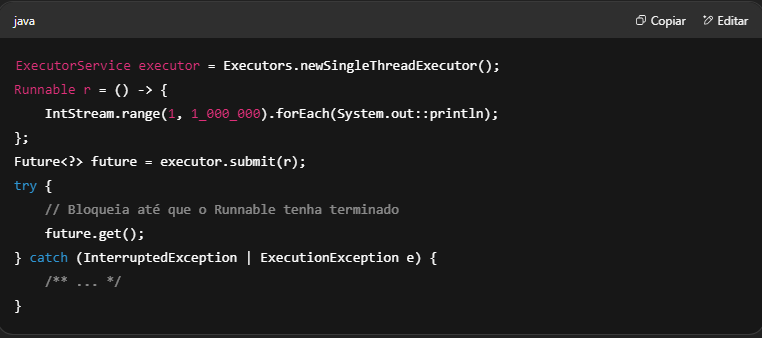 java
Copiar
Editar
ExecutorService executor = Executors.newSingleThreadExecutor();
Runnable r = () -> {
    IntStream.range(1, 1_000_000).forEach(System.out::println);
};
Future<?> future = executor.submit(r);
try {
    // Bloqueia até que o Runnable tenha terminado
    future.get();
} catch (InterruptedException | ExecutionException e) {
    /** ... */
}